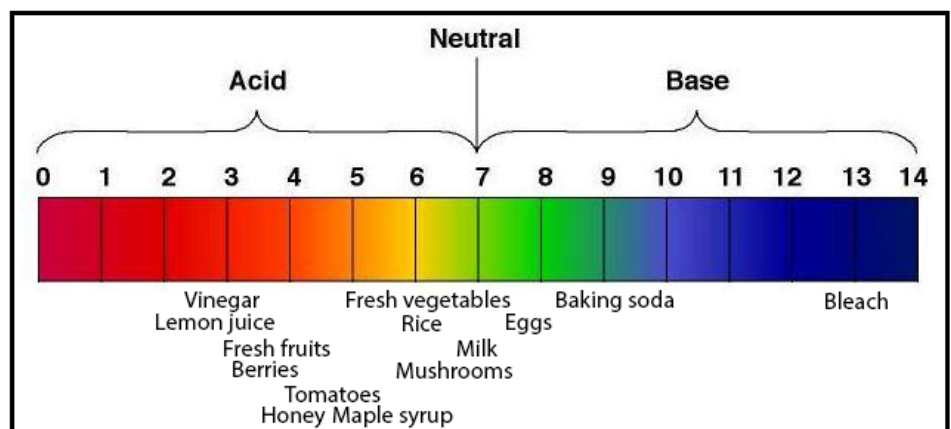 Neutral
Acid Base
0 1 2 3 4 5 6 7 8 9 10 11 12 13 14
Vinegar Fresh vegetables Baking soda Bleach
Lemon juice Rice Eggs
Fresh fruits Milk
Berries Mushrooms
Tomatoes
Honey Maple syrup